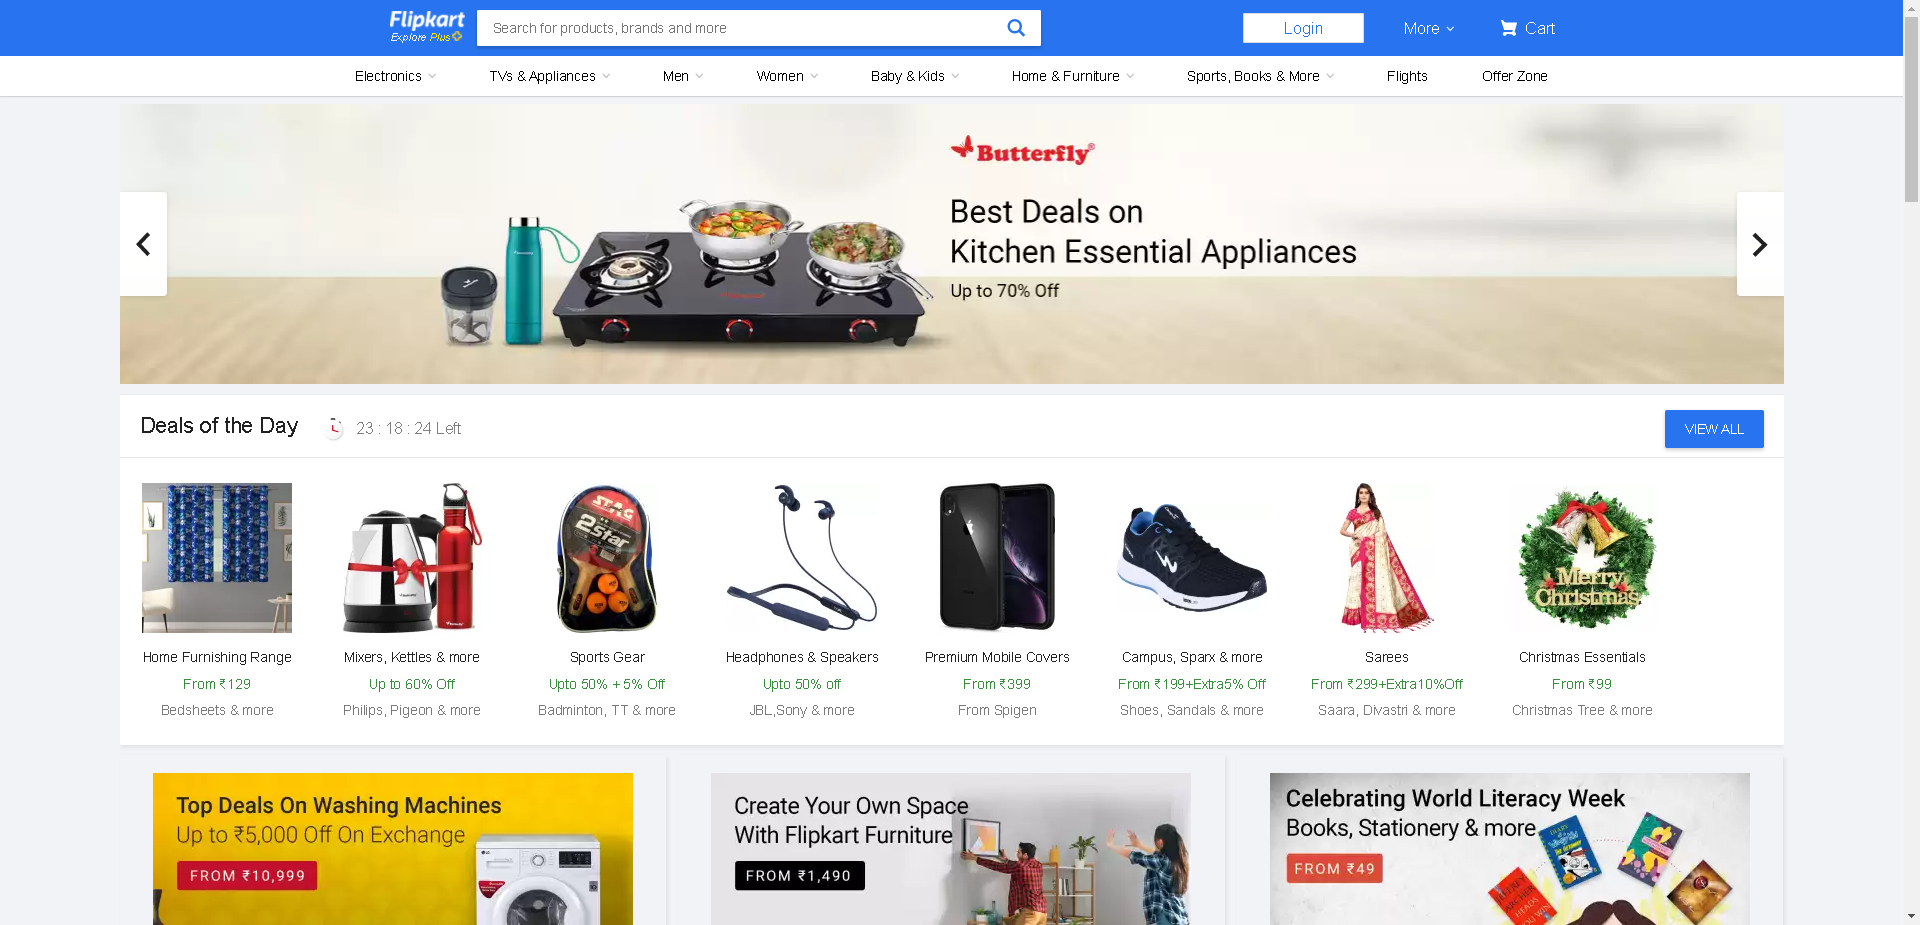 Flipkart
Explore Plus
Search for products, brands and more
Login
More
Cart
Electronics
TVs & Appliances
Men
Women
Baby & Kids
Home & Furniture
Sports, Books & More
Flights
Offer Zone
Butterfly®
Best Deals on
Kitchen Essential Appliances
Up to 70% Off
Deals of the Day
23 : 18 : 24 Left
VIEW ALL
STAG
2 Star
Merry
Christmas
Home Furnishing Range
From ₹129
Bedsheets & more
Mixers, Kettles & more
Up to 60% Off
Philips, Pigeon & more
Sports Gear
Upto 50% + 5% Off
Badminton, TT & more
Headphones & Speakers
Upto 50% off
JBL,Sony & more
Premium Mobile Covers
From ₹399
From Spigen
Campus, Sparx & more
From ₹199+Extra5% Off
Shoes, Sandals & more
Sarees
From ₹299+Extra10%Off
Saara, Divastri & more
Christmas Essentials
From ₹99
Christmas Tree & more
Top Deals On Washing Machines
Up to ₹5,000 Off On Exchange
FROM ₹10,999
Create Your Own Space
With Flipkart Furniture
FROM ₹1,490
Celebrating World Literacy Week
Books, Stationery & more
FROM ₹49